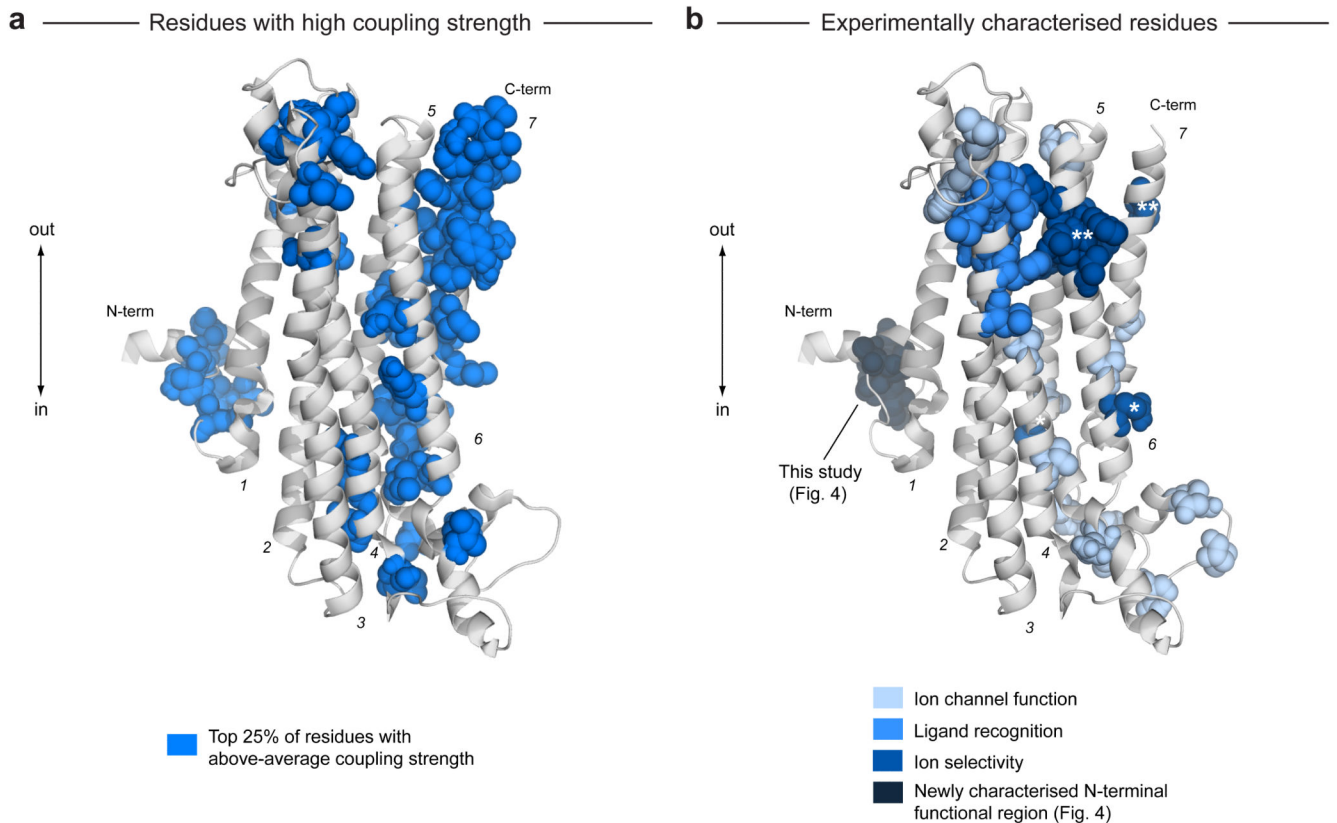 a
Residues with high coupling strength
C-term
5
7
out
N-term
in
6
1
2
4
3
Top 25% of residues with
above-average coupling strength
b
Experimentally characterised residues
C-term
5
7
**
out
**
N-term
in
*
*
6
This study
(Fig. 4)
1
2
4
3
Ion channel function
Ligand recognition
Ion selectivity
Newly characterised N-terminal
functional region (Fig. 4)